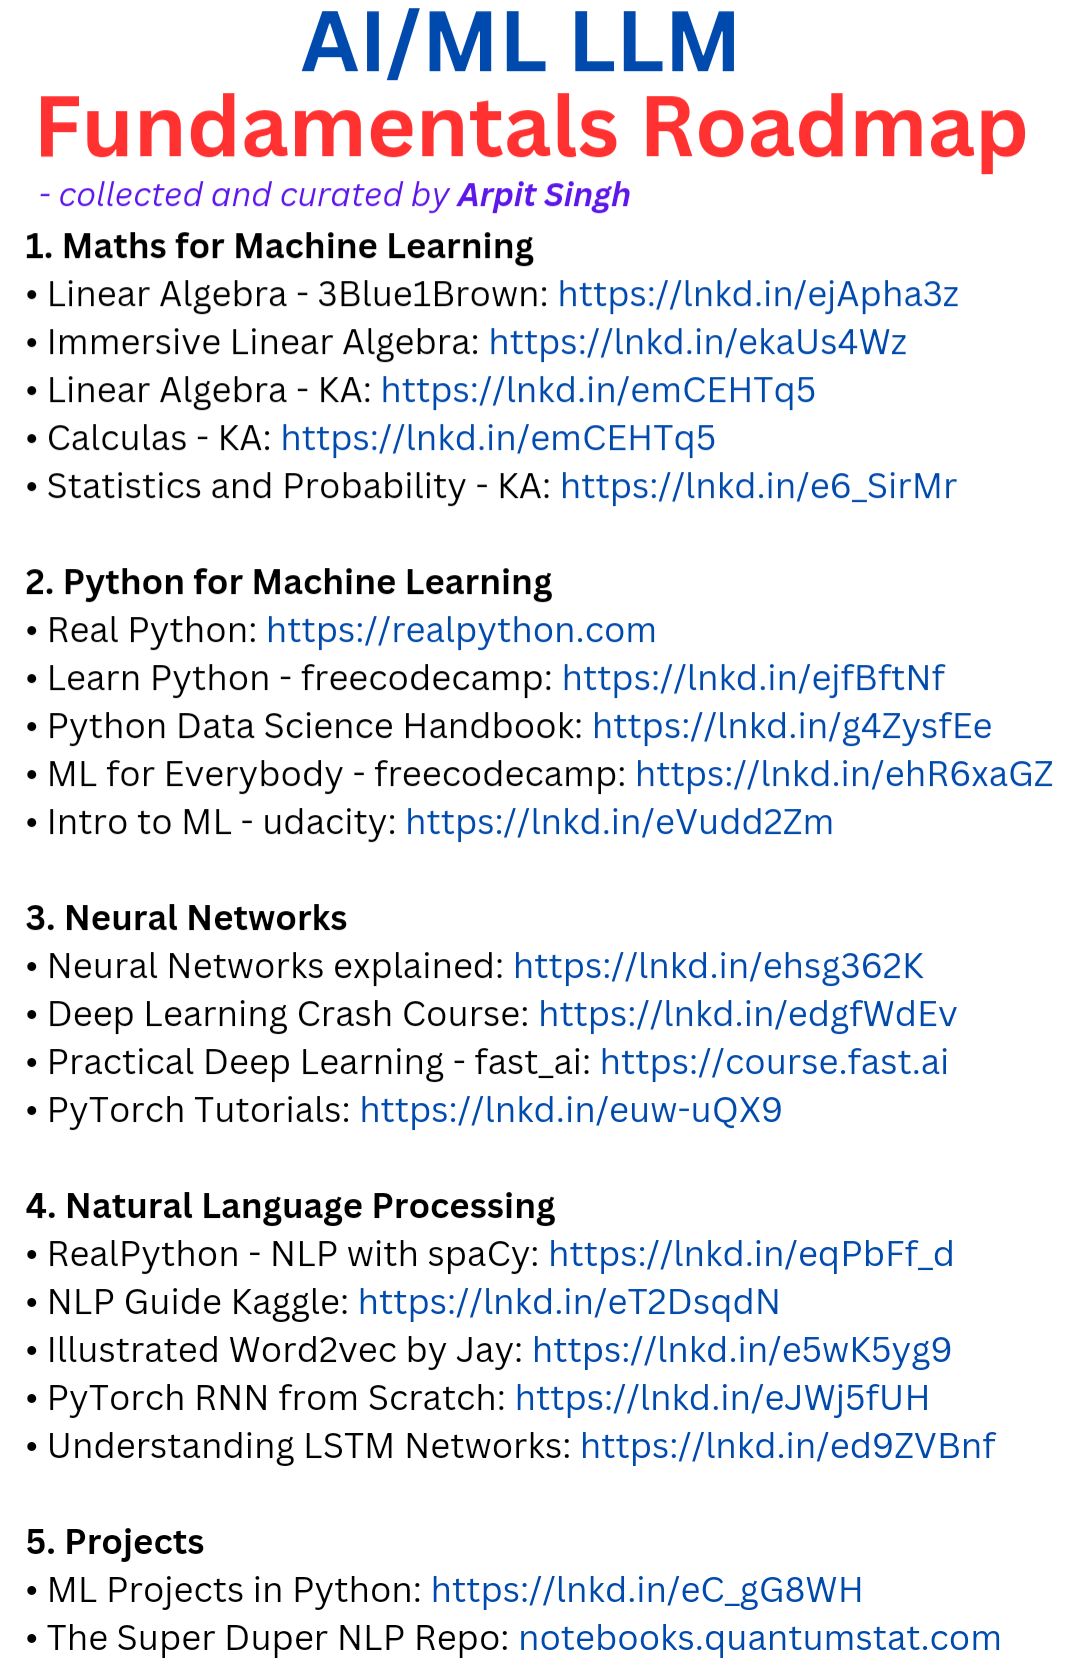 AI/ML LLM
Fundamentals Roadmap
- collected and curated by Arpit Singh
1. Maths for Machine Learning
• Linear Algebra - 3Blue1Brown: https://lnkd.in/ejApha3z
• Immersive Linear Algebra: https://lnkd.in/ekaUs4Wz
• Linear Algebra - KA: https://lnkd.in/emCEHTq5
• Calculas - KA: https://lnkd.in/emCEHTq5
• Statistics and Probability - KA: https://lnkd.in/e6_SirMr
2. Python for Machine Learning
• Real Python: https://realpython.com
• Learn Python - freecodecamp: https://lnkd.in/ejfBftNf
• Python Data Science Handbook: https://lnkd.in/g4ZysfEe
• ML for Everybody - freecodecamp: https://lnkd.in/ehR6xaGZ
• Intro to ML - udacity: https://lnkd.in/eVudd2Zm
3. Neural Networks
• Neural Networks explained: https://lnkd.in/ehsg362K
• Deep Learning Crash Course: https://lnkd.in/edgfWdEv
• Practical Deep Learning - fast_ai: https://course.fast.ai
• PyTorch Tutorials: https://lnkd.in/euw-uQX9
4. Natural Language Processing
• RealPython - NLP with spaCy: https://lnkd.in/eqPbFf_d
• NLP Guide Kaggle: https://lnkd.in/eT2DsqdN
• Illustrated Word2vec by Jay: https://lnkd.in/e5wK5yg9
• PyTorch RNN from Scratch: https://lnkd.in/eJWj5fUH
• Understanding LSTM Networks: https://lnkd.in/ed9ZVBnf
5. Projects
• ML Projects in Python: https://lnkd.in/eC_gG8WH
• The Super Duper NLP Repo: notebooks.quantumstat.com